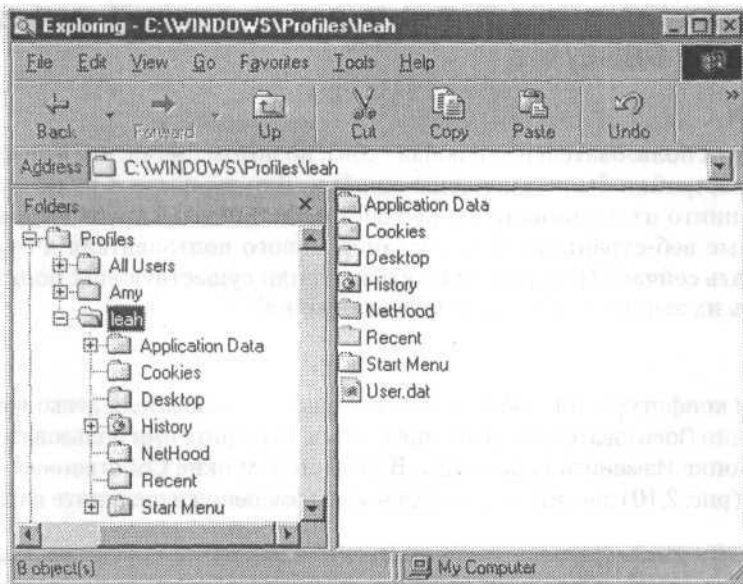 Exploring - C:\WINDOWS\Profiles\leah
File Edit View Go Favorites Tools Help
Back Forward Up Cut Copy Paste Undo »
Address C:\WINDOWS\Profiles\leah
Folders
Profiles
All Users
Amy
leah
Application Data
Cookies
Desktop
History
NetHood
Recent
Start Menu
Application Data
Cookies
Desktop
History
NetHood
Recent
Start Menu
User.dat
8 object(s) My Computer